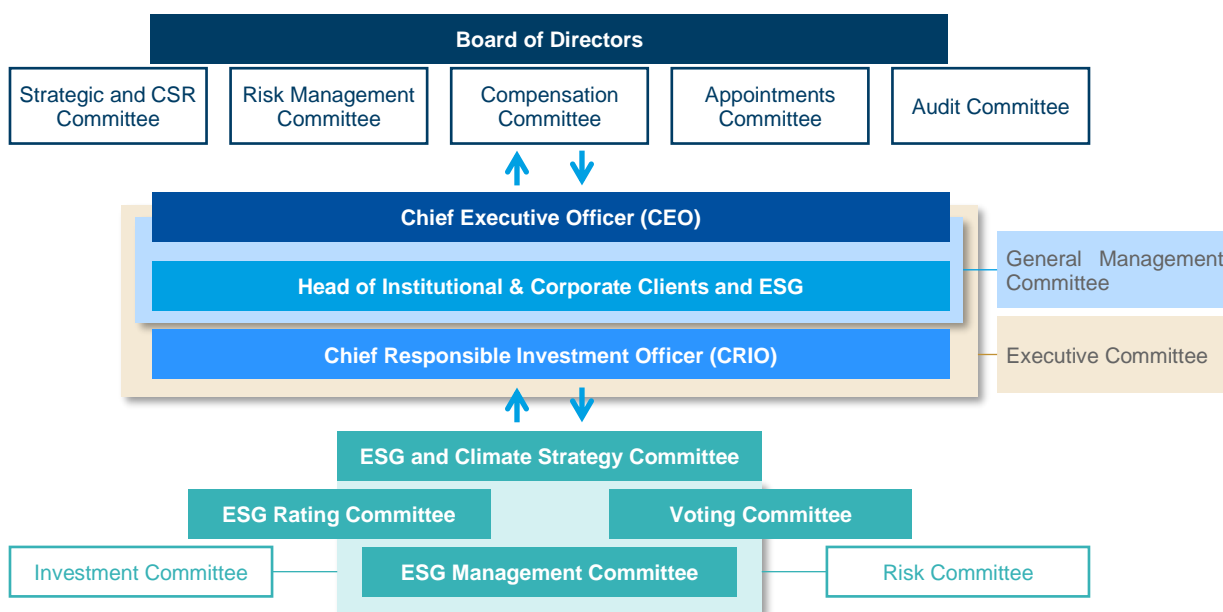 Board of Directors
Strategic and CSR
Committee
Risk Management
Committee
Compensation
Committee
Appointments
Committee
Audit Committee
Chief Executive Officer (CEO)
Head of Institutional & Corporate Clients and ESG
General Management
Committee
Chief Responsible Investment Officer (CRIO)
Executive Committee
ESG and Climate Strategy Committee
ESG Rating Committee
Voting Committee
Investment Committee
ESG Management Committee
Risk Committee